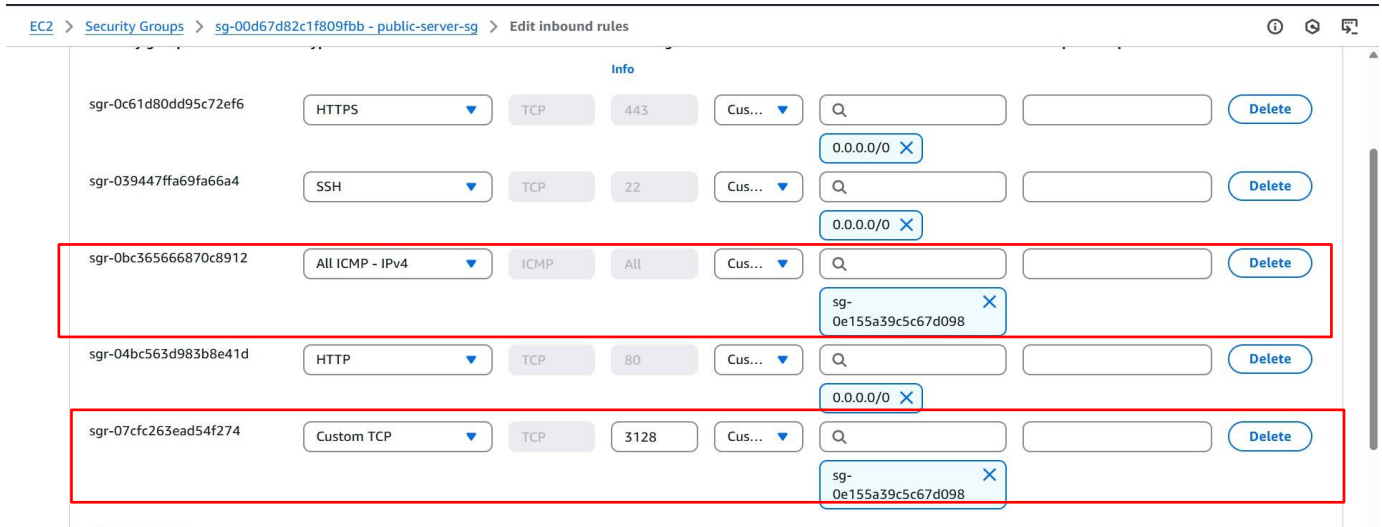 EC2 > Security Groups > sg-00d67d82c1f809fbb - public-server-sg > Edit inbound rules
Info
sgr-0c61d80dd95c72ef6 HTTPS TCP 443 Cus... Delete
0.0.0.0/0
sgr-039447ffa69fa66a4 SSH TCP 22 Cus... Delete
0.0.0.0/0
sgr-0bc365666870c8912 All ICMP - IPv4 ICMP All Cus... Delete
sg-
0e155a39c5c67d098
sgr-04bc563d983b8e41d HTTP TCP 80 Cus... Delete
0.0.0.0/0
sgr-07cfc263ead54f274 Custom TCP TCP 3128 Cus... Delete
sg-
0e155a39c5c67d098